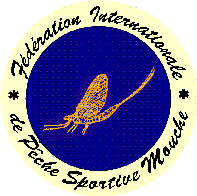 Fédération Internationale
de Pêche Sportive Mouche